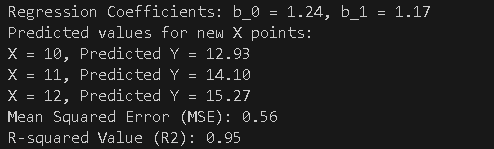 Regression Coefficients: b_0 = 1.24, b_1 = 1.17
Predicted values for new X points:
X = 10, Predicted Y = 12.93
X = 11, Predicted Y = 14.10
X = 12, Predicted Y = 15.27
Mean Squared Error (MSE): 0.56
R-squared Value (R2): 0.95